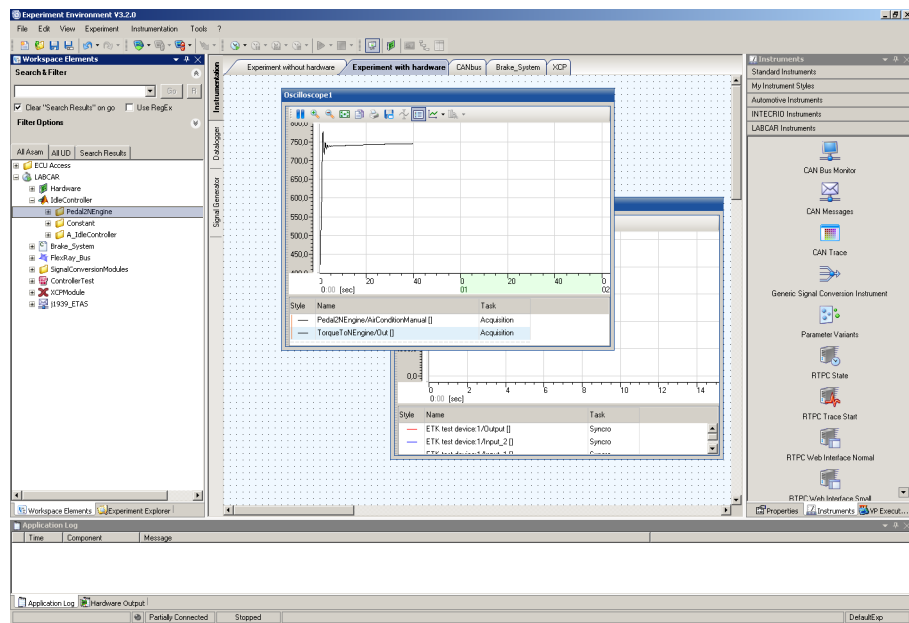 Experiment Environment V3.2.0
File Edit View Experiment Instrumentation Tools ?
Workspace Elements
Search & Filter
Go
Clear "Search Results" on go Use RegEx
Filter Options
All Asam All UD Search Results
ECU Access
LABCAR
Hardware
IdleController
Pedal2NEngine
Constant
A_IdleController
Brake_System
FlexRay_Bus
SignalConversionModules
ControllerTest
XCPModule
j1939_ETAS
Workspace Elements Experiment Explorer
Instrumentation
Datalogger
Signal Generator
Experiment without hardware Experiment with hardware CANbus Brake_System XCP
Oscilloscope1
800.0
750.0
650.0
600.0
550.0
500.0
450.0
0 20 40 0 20 40 0
0:00 [sec] 01 02
Style Name Task
Pedal2NEngine/AirConditionManual [] Acquisition
TorqueToNEngine/Out [] Acquisition
0.0
0 2 4 6 8 10 12 14
0:00 [sec]
Style Name Task
ETK test device:1/Output [] Syncro
ETK test device:1/Input_2 [] Syncro
ETK test device:1/Input_1 [] Syncro
Instruments
Standard Instruments
My Instrument Styles
Automotive Instruments
INTECRIO Instruments
LABCAR Instruments
CAN Bus Monitor
CAN Messages
CAN Trace
Generic Signal Conversion Instrument
Parameter Variants
RTPC State
RTPC Trace Start
RTPC Web Interface Normal
RTPC Web Interface Small
Properties Instruments VP Execut...
Application Log
Time Component Message
Application Log Hardware Output
Partially Connected Stopped DefaultExp